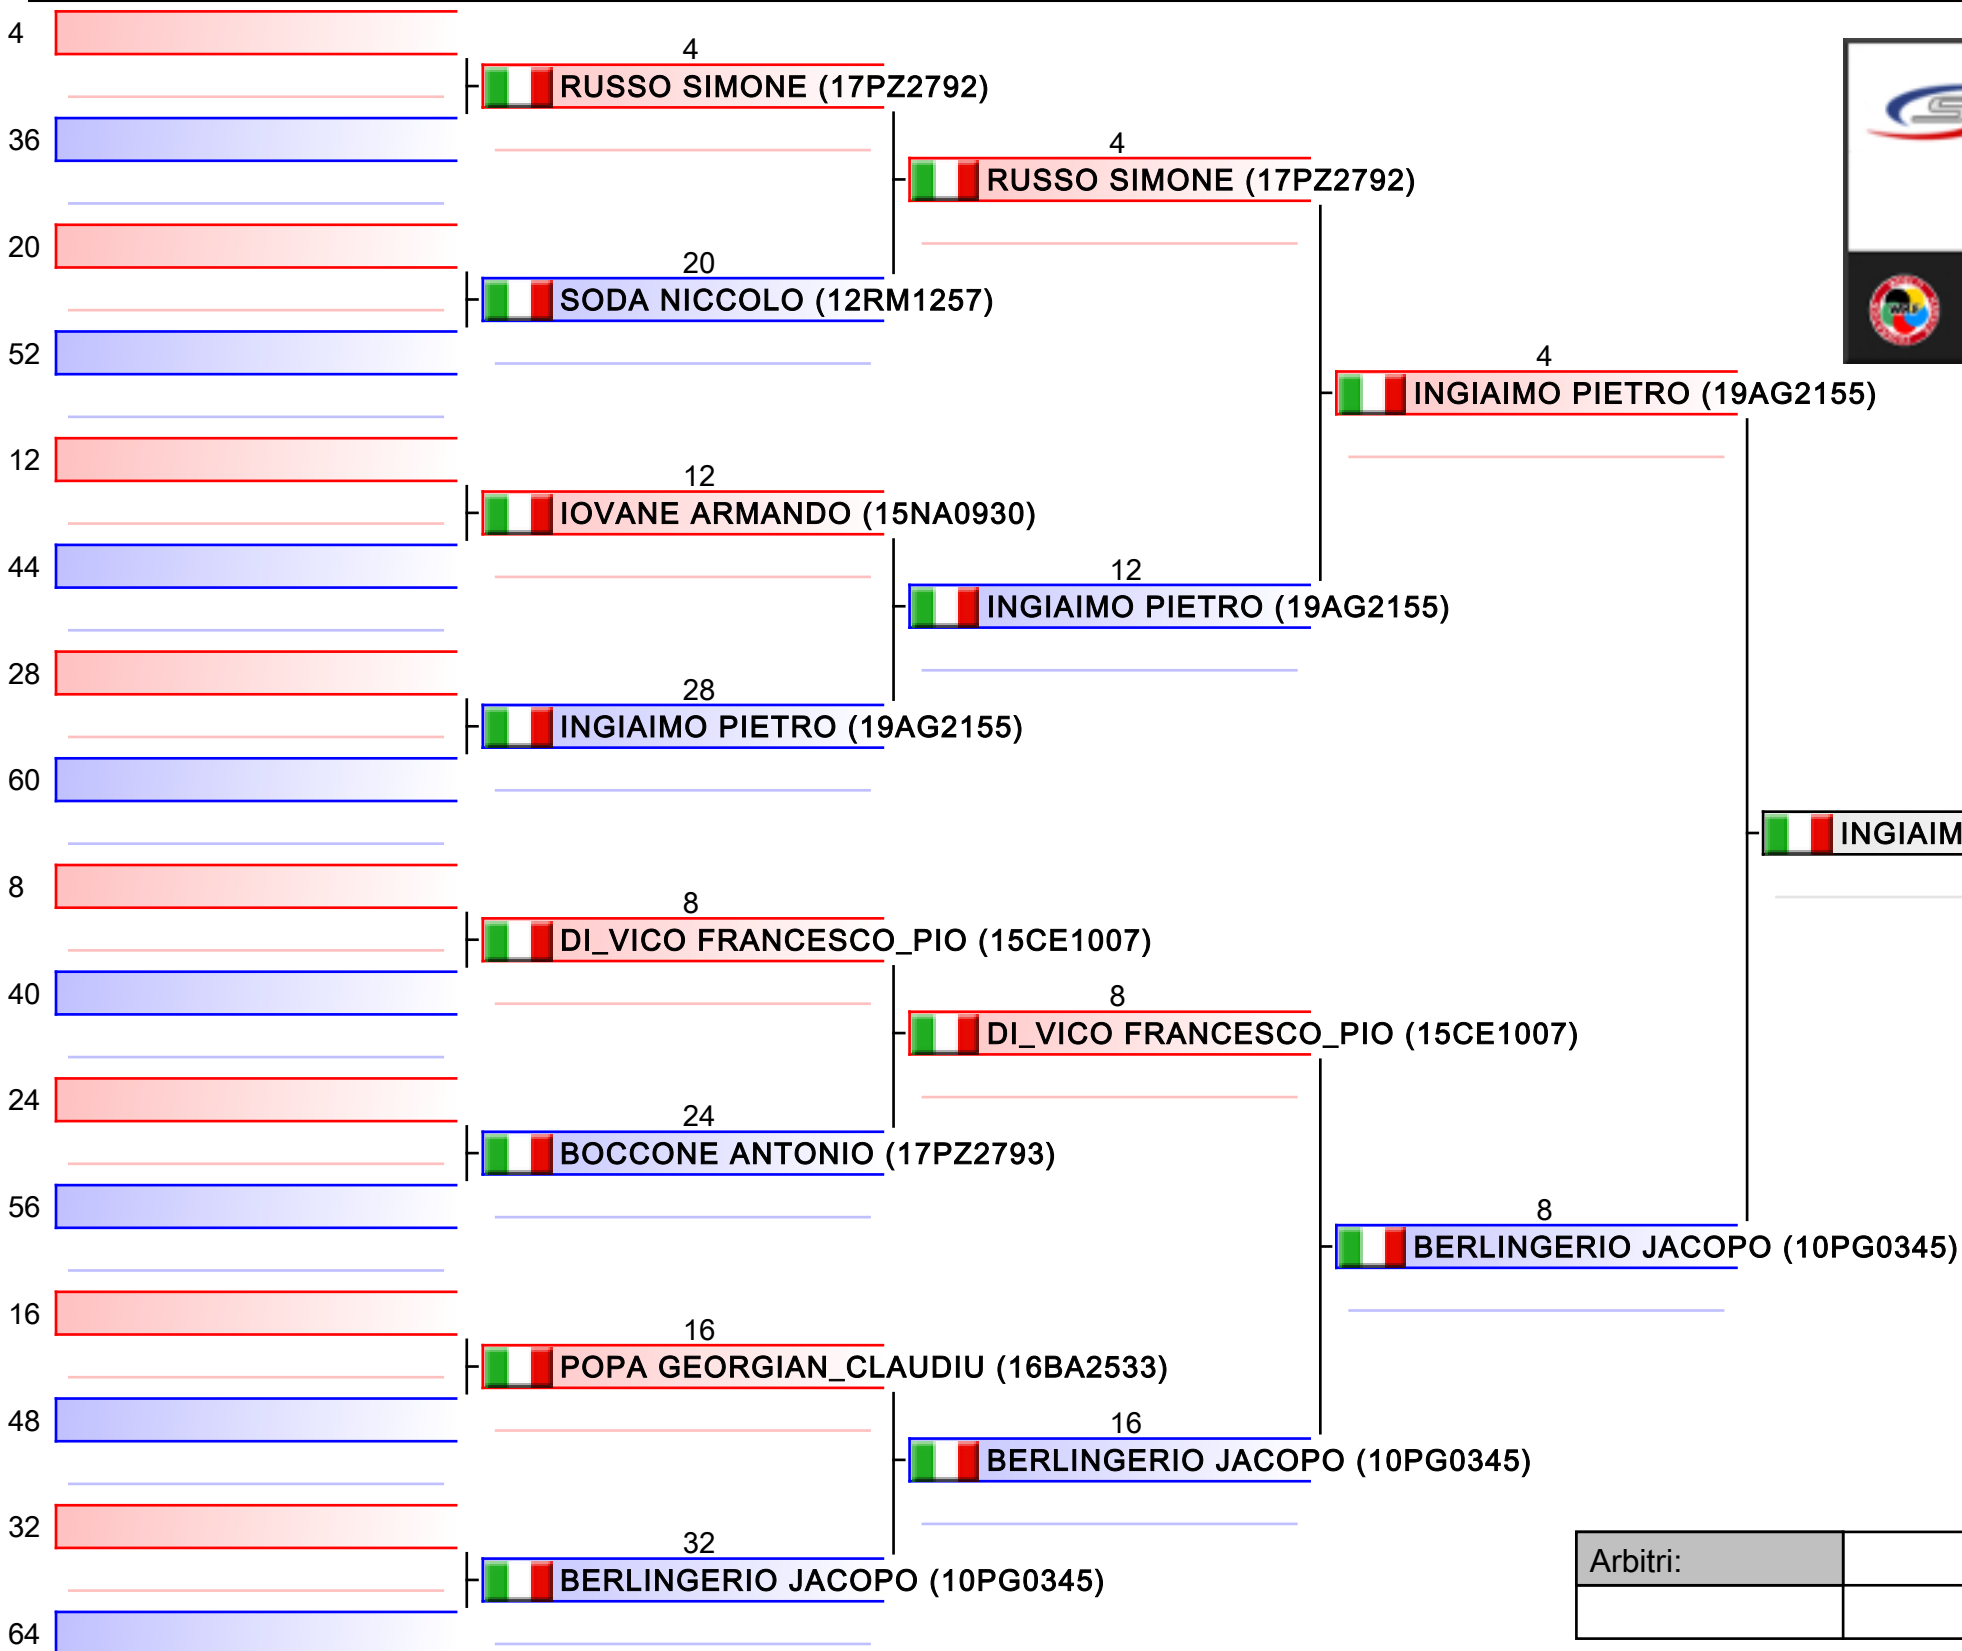 4
36
20
52
12
44
28
60
8
40
24
56
16
48
32
64
4
RUSSO SIMONE (17PZ2792)
20
SODA NICCOLO (12RM1257)
12
IOVANE ARMANDO (15NA0930)
28
INGIAIMO PIETRO (19AG2155)
8
DI_VICO FRANCESCO_PIO (15CE1007)
24
BOCCONE ANTONIO (17PZ2793)
16
POPA GEORGIAN_CLAUDIU (16BA2533)
32
BERLINGERIO JACOPO (10PG0345)
4
RUSSO SIMONE (17PZ2792)
12
INGIAIMO PIETRO (19AG2155)
8
DI_VICO FRANCESCO_PIO (15CE1007)
16
BERLINGERIO JACOPO (10PG0345)
4
INGIAIMO PIETRO (19AG2155)
8
BERLINGERIO JACOPO (10PG0345)
INGIAIM
Arbitri: